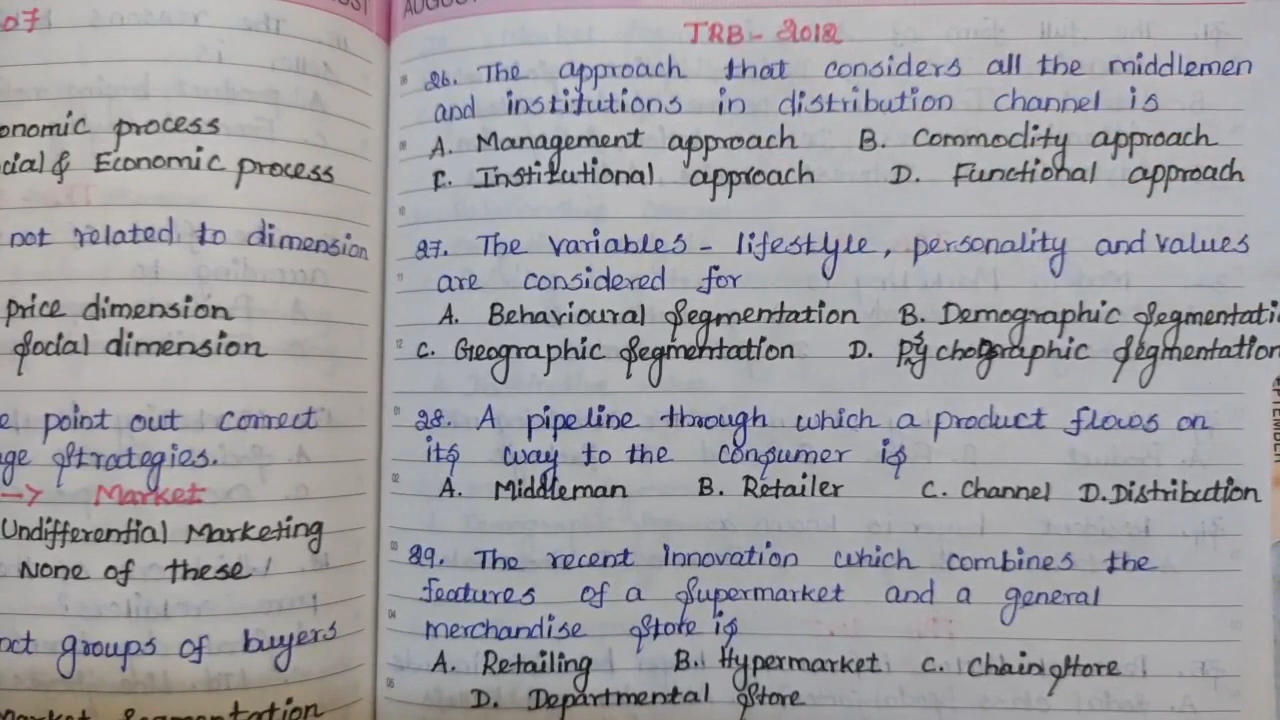 07
onomic process
cial & Economic process
not related to dimension
price dimension
Social dimension
e point out correct
ge strategies.
-> Market
Undifferential Marketing
None of these
ct groups of buyers
AUGU
TRB - 2012
26. The approach that considers all the middlemen
and institutions in distribution channel is
A. Management approach B. Commodity approach
C. Institutional approach D. Functional approach
27. The variables - lifestyle, personality and values
are considered for
A. Behavioural Segmentation B. Demographic Segmentati
C. Geographic Segmentation D. Psychographic Segmentation
28. A pipeline through which a product flows on
its way to the consumer is
A. Middleman B. Retailer C. Channel D. Distribution
29. The recent innovation which combines the
features of a Supermarket and a general
merchandise store is
A. Retailing B. Hypermarket C. Chain store
D. Departmental store